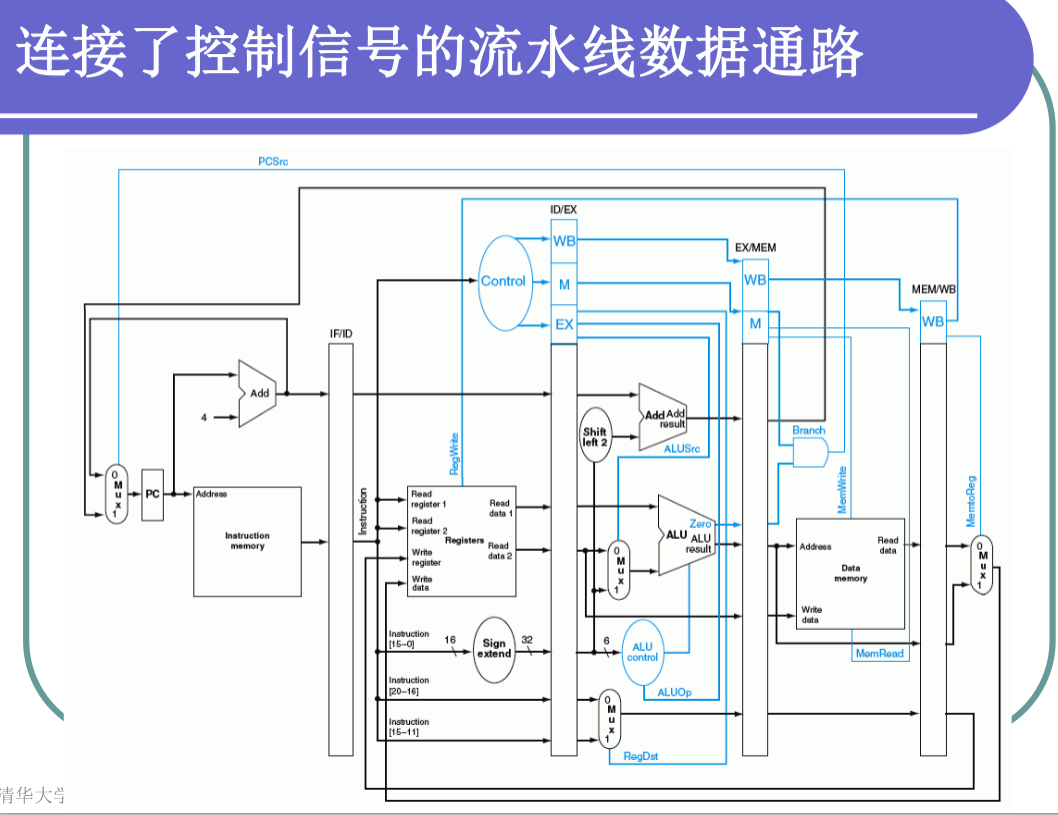 连接了控制信号的流水线数据通路
PCSrc
ID/EX
WB
EX/MEM
Control
M
WB
MEM/WB
EX
M
WB
IF/ID
Add
4
Add Add
result
Shift
left 2
Branch
ALUSrc
RegWrite
MemWrite
MemtoReg
0
M
u
x
1
PC
Address
Instruction
memory
Instruction
Read
register 1
Read
register 2
Write
register
Write
data
Registers
Read
data 1
Read
data 2
Zero
ALU
ALU
result
0
M
u
x
1
Address
Read
data
Data
memory
Write
data
0
M
u
x
1
MemRead
Instruction
[15–0]
16
Sign
extend
32
6
ALU
control
Instruction
[20–16]
ALUOp
0
M
u
x
1
Instruction
[15–11]
RegDst
清华大学